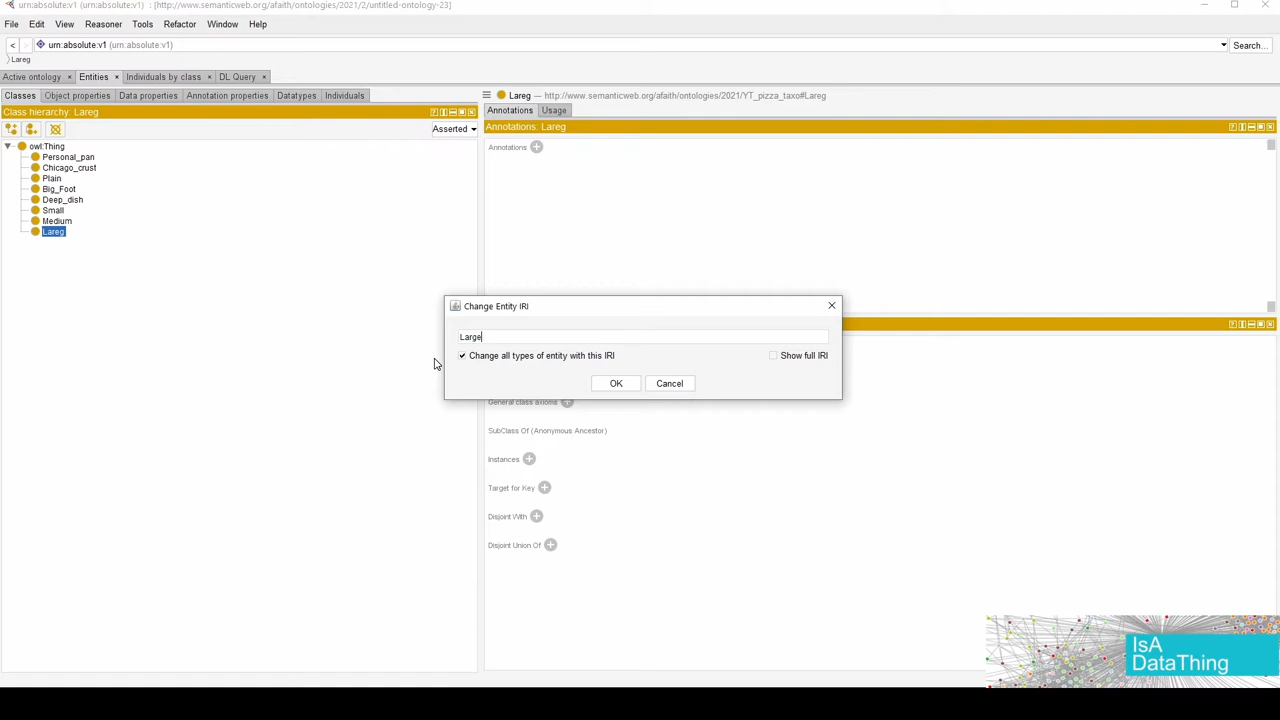 urn:absolute:v1 (urn:absolute:v1)  : [http://www.semanticweb.org/afaith/ontologies/2021/2/untitled-ontology-23]
File Edit View Reasoner Tools Refactor Window Help
< > urn:absolute:v1 (urn:absolute:v1) Search...
Lareg
Active ontology × Entities × Individuals by class × DL Query ×
Classes Object properties Data properties Annotation properties Datatypes Individuals
Lareg — http://www.semanticweb.org/afaith/ontologies/2021/YT_pizza_taxo#Lareg
Annotations Usage
Class hierarchy: Lareg
Annotations: Lareg
Asserted
Annotations
owl:Thing
Personal_pan
Chicago_crust
Plain
Big_Foot
Deep_dish
Small
Medium
Lareg
Change Entity IRI
Large
Change all types of entity with this IRI
Show full IRI
OK Cancel
General class axioms
SubClass Of (Anonymous Ancestor)
Instances
Target for Key
Disjoint With
Disjoint Union Of
IsA
DataThing